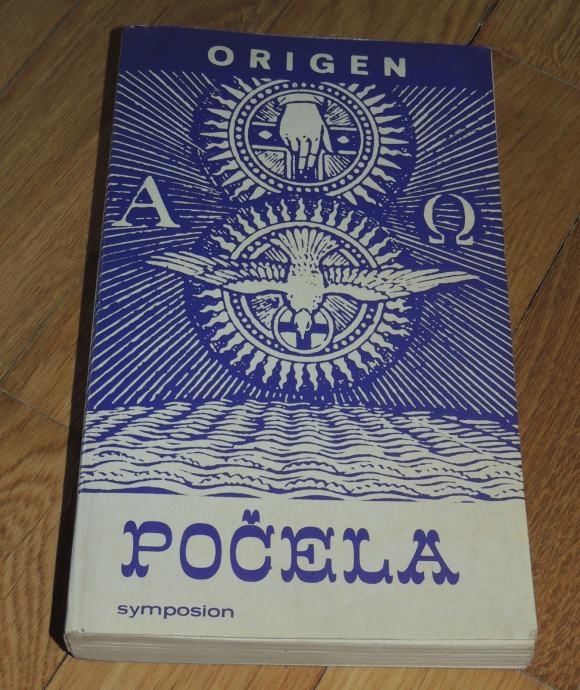 ORIGEN
Α Ω
POČELA
symposion